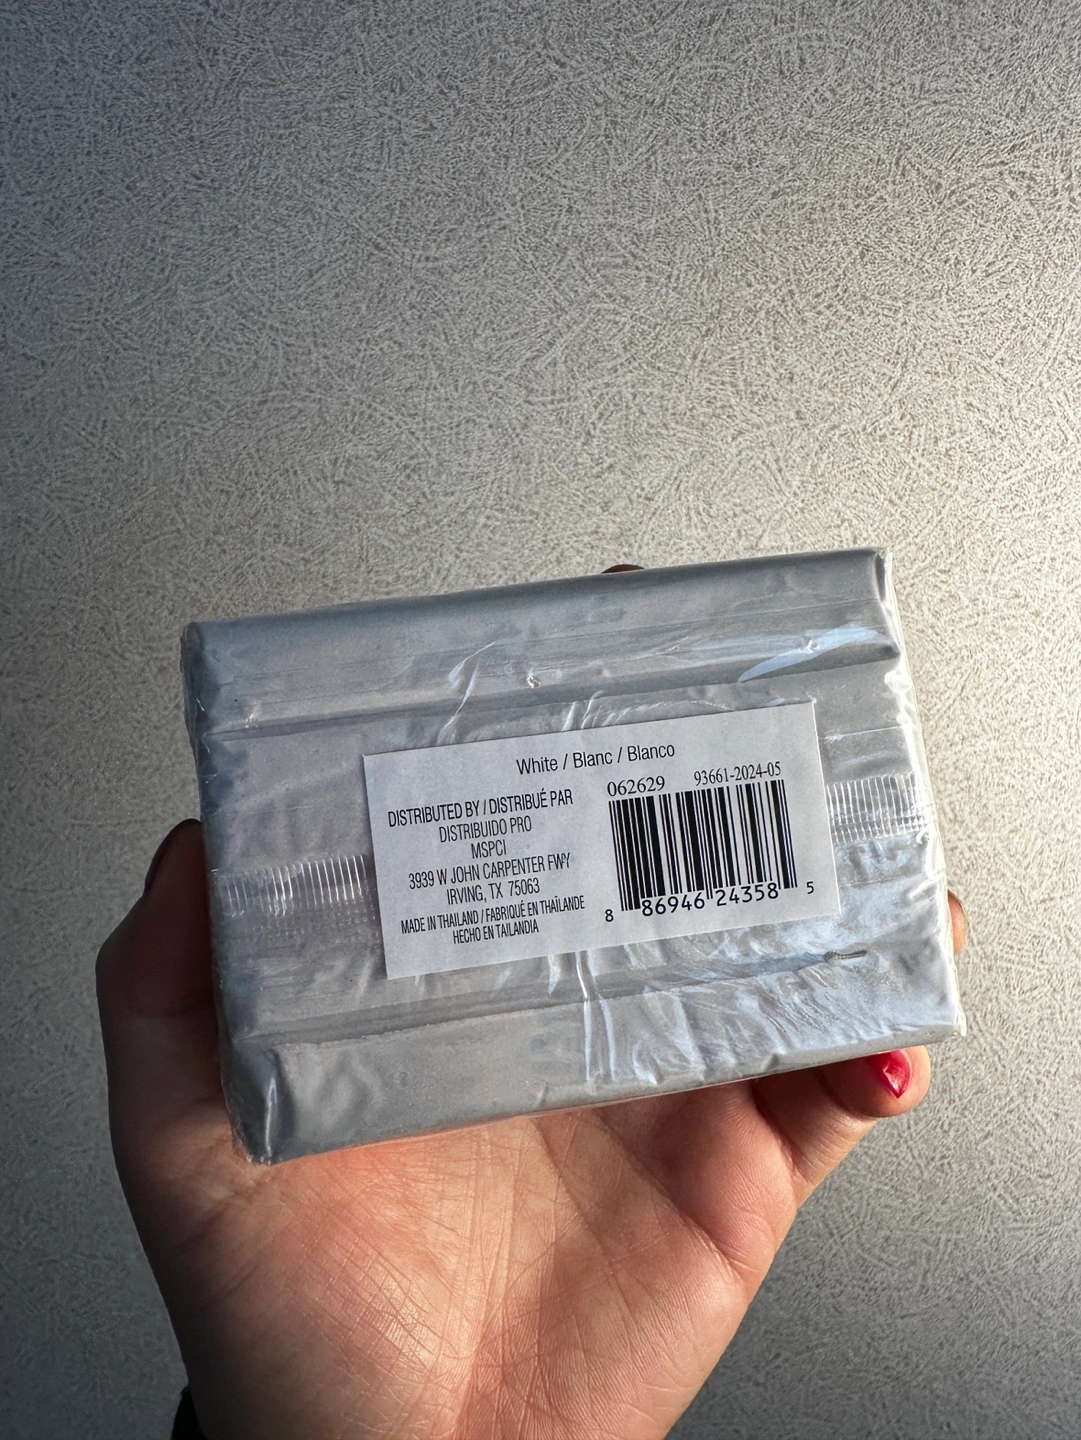 White / Blanc / Blanco
062629 93661-2024-05
DISTRIBUTED BY / DISTRIBUÉ PAR
DISTRIBUIDO PRO
MSPCI
3939 W JOHN CARPENTER FWY
IRVING, TX 75063
MADE IN THAILAND / FABRIQUÉ EN THAÏLANDE
HECHO EN TAILANDIA
8 86946 24358 5